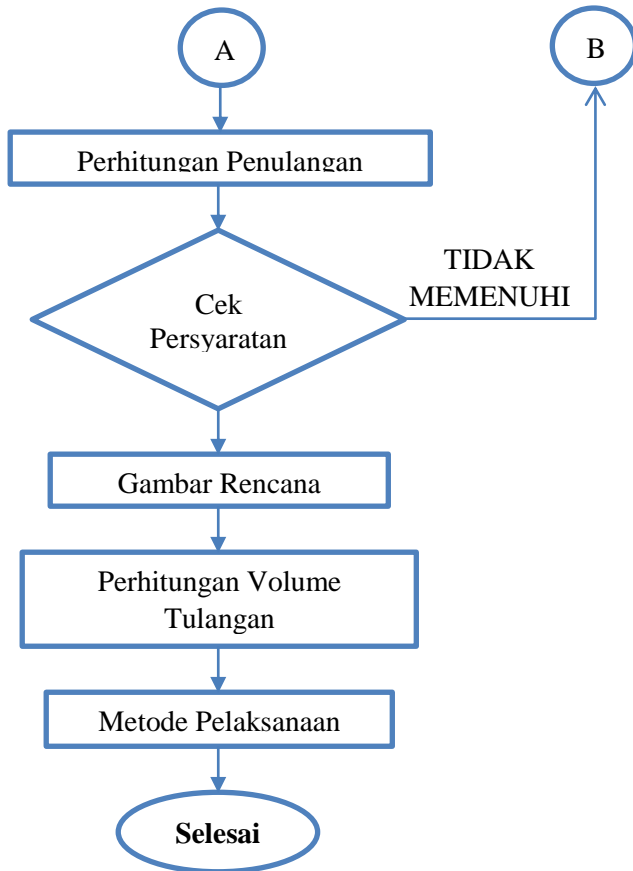 A
B
Perhitungan Penulangan
TIDAK
MEMENUHI
Cek
Persyaratan
Gambar Rencana
Perhitungan Volume
Tulangan
Metode Pelaksanaan
Selesai